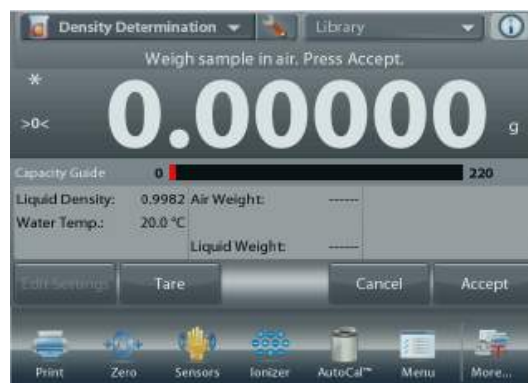 Density Determination Library
Weigh sample in air. Press Accept.
*
>0<
0.00000 g
Capacity Guide 0 220
Liquid Density: 0.9982 Air Weight: ------
Water Temp.: 20.0 °C
Liquid Weight: ------
Edit Settings Tare Cancel Accept
Print Zero Sensors Ionizer AutoCal™ Menu More...